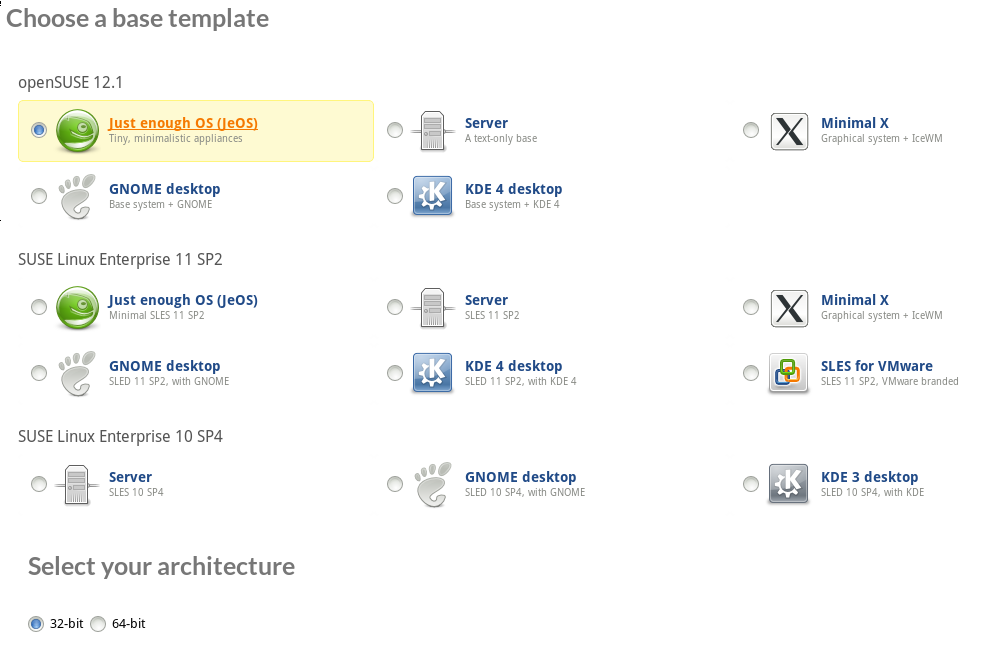 Choose a base template
openSUSE 12.1
Just enough OS (JeOS)
Tiny, minimalistic appliances
Server
A text-only base
Minimal X
Graphical system + IceWM
GNOME desktop
Base system + GNOME
KDE 4 desktop
Base system + KDE 4
SUSE Linux Enterprise 11 SP2
Just enough OS (JeOS)
Minimal SLES 11 SP2
Server
SLES 11 SP2
Minimal X
Graphical system + IceWM
GNOME desktop
SLED 11 SP2, with GNOME
KDE 4 desktop
SLED 11 SP2, with KDE 4
SLES for VMware
SLES 11 SP2, VMware branded
SUSE Linux Enterprise 10 SP4
Server
SLES 10 SP4
GNOME desktop
SLED 10 SP4, with GNOME
KDE 3 desktop
SLED 10 SP4, with KDE
Select your architecture
32-bit 64-bit